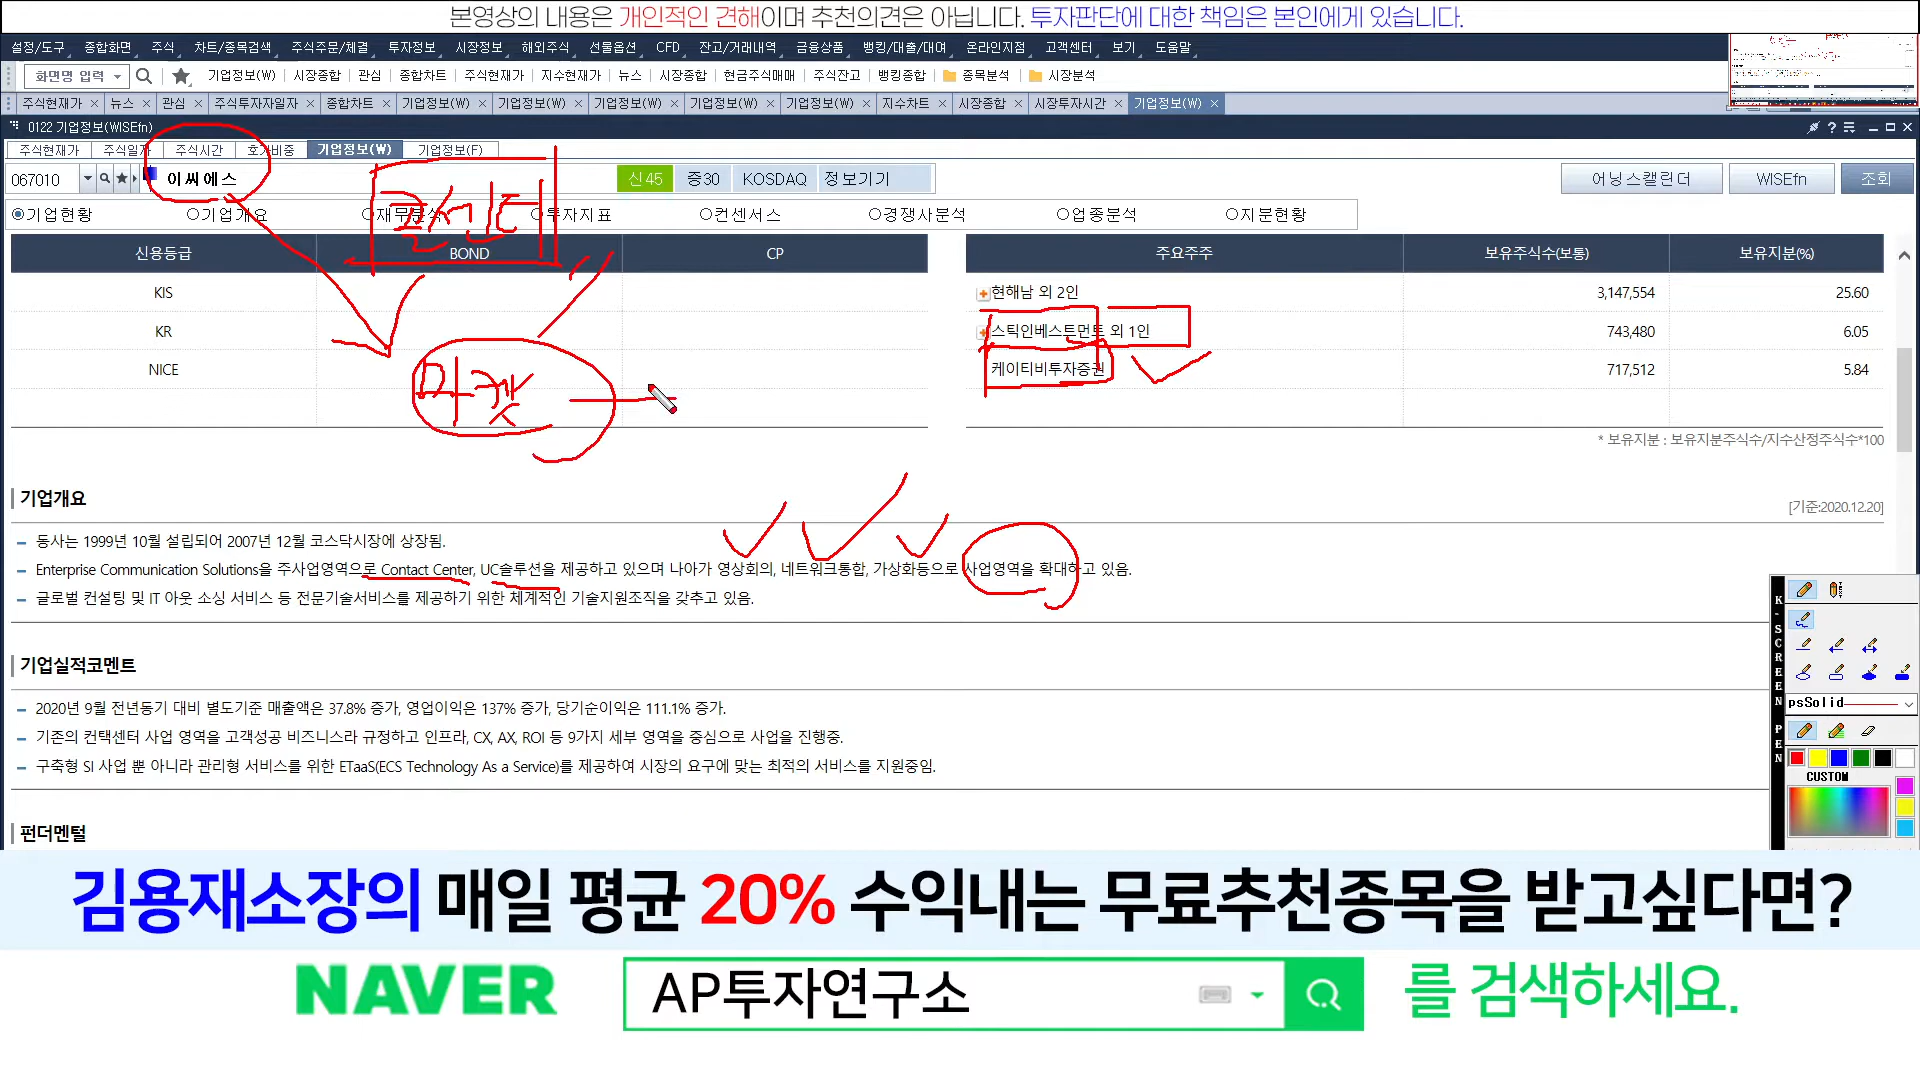 본영상의 내용은 개인적인 견해이며 추천의견은 아닙니다. 투자판단에 대한 책임은 본인에게 있습니다.
설정/도구 종합화면 주식 차트/종목검색 주식주문/체결 투자정보 시장정보 해외주식 선물옵션 CFD 잔고/거래내역 금융상품 뱅킹/대출/대여 온라인지점 고객센터 보기 도움말
화면명 입력 기업정보(W) 시장종합 관심 종합차트 주식현재가 지수현재가 뉴스 시장종합 현금주식매매 주식잔고 뱅킹종합 종목분석 시장분석
주식현재가 뉴스 관심 주식투자자일자 종합차트 기업정보(W) 기업정보(W) 기업정보(W) 기업정보(W) 기업정보(W) 지수차트 시장종합 시장투자시간 기업정보(W)
0122 기업정보(WISEfn)
주식현재가 주식일자 주식시간 호가비중 기업정보(W) 기업정보(F)
067010 이씨에스 신45 증30 KOSDAQ 정보기기 어닝스캘린더 WISEfn 조회
기업현황 기업개요 재무분석 투자지표 컨센서스 경쟁사분석 업종분석 지분현황
콜센터
신용등급 BOND CP 주요주주 보유주식수(보통) 보유지분(%)
KIS 현해남 외 2인 3,147,554 25.60
KR 스틱인베스트먼트 외 1인 743,480 6.05
NICE 케이티비투자증권 717,512 5.84
마켓
* 보유지분 : 보유지분주식수/지수산정주식수*100
기업개요
[기준:2020.12.20]
동사는 1999년 10월 설립되어 2007년 12월 코스닥시장에 상장됨.
Enterprise Communication Solutions을 주사업영역으로 Contact Center, UC솔루션을 제공하고 있으며 나아가 영상회의, 네트워크통합, 가상화등으로 사업영역을 확대하고 있음.
글로벌 컨설팅 및 IT 아웃 소싱 서비스 등 전문기술서비스를 제공하기 위한 체계적인 기술지원조직을 갖추고 있음.
기업실적코멘트
2020년 9월 전년동기 대비 별도기준 매출액은 37.8% 증가, 영업이익은 137% 증가, 당기순이익은 111.1% 증가.
기존의 컨택센터 사업 영역을 고객성공 비즈니스라 규정하고 인프라, CX, AX, ROI 등 9가지 세부 영역을 중심으로 사업을 진행중.
구축형 SI 사업 뿐 아니라 관리형 서비스를 위한 ETaaS(ECS Technology As a Service)를 제공하여 시장의 요구에 맞는 최적의 서비스를 지원중임.
펀더멘털
K-SCREEN PEN
psSolid
CUSTOM
김용재소장의 매일 평균 20% 수익내는 무료추천종목을 받고싶다면?
NAVER AP투자연구소 를 검색하세요.